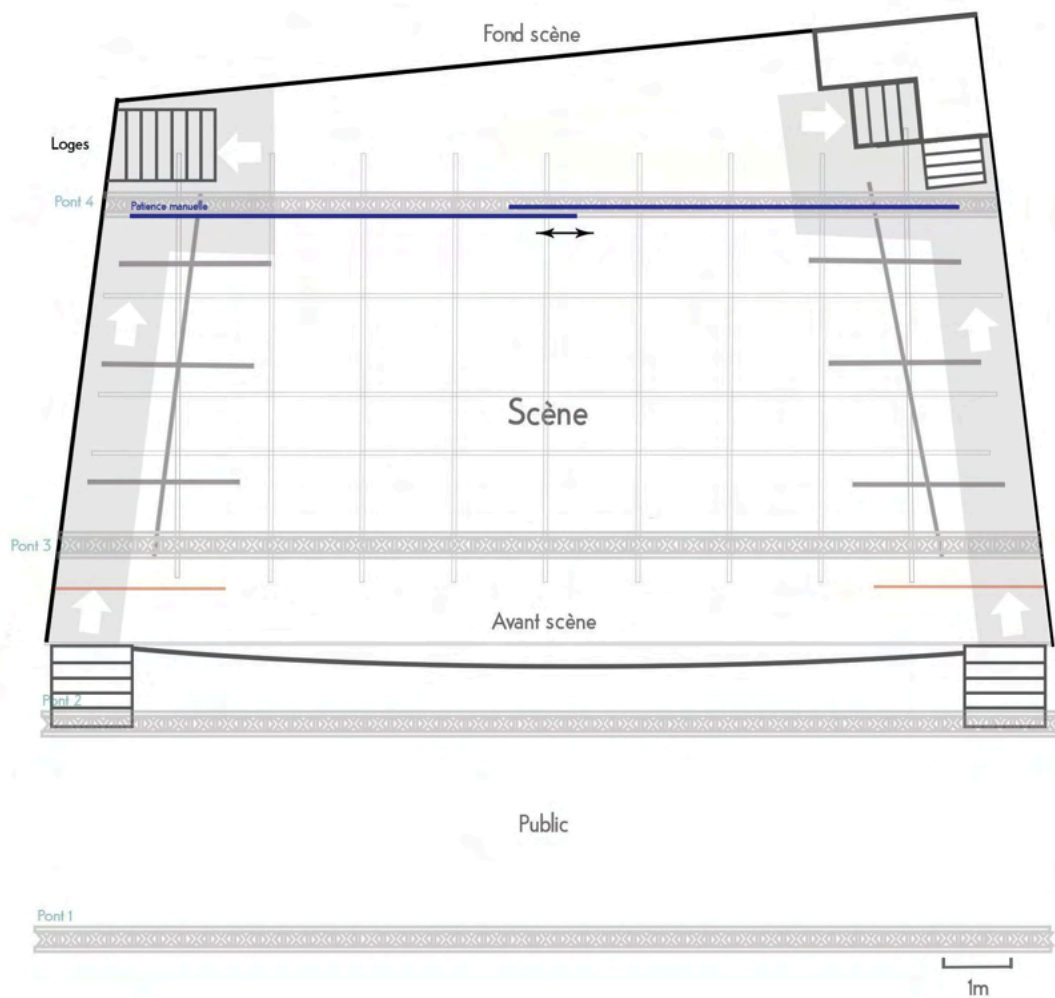 Fond scène
Loges
Pont 4
Patience manuelle
Scène
Pont 3
Avant scène
Pont 2
Public
Pont 1
1m